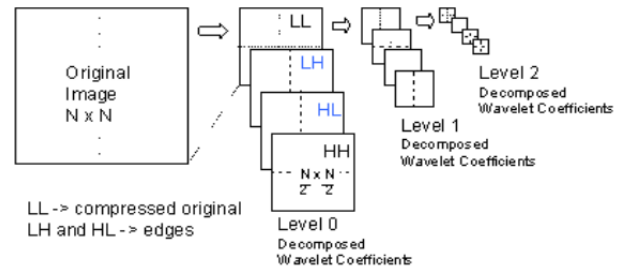 Original
Image
N x N
LL
LH
HL
HH
N x N
2 2
Level 0
Decomposed
Wavelet Coefficients
Level 1
Decomposed
Wavelet Coefficients
Level 2
Decomposed
Wavelet Coefficients
LL -> compressed original
LH and HL -> edges